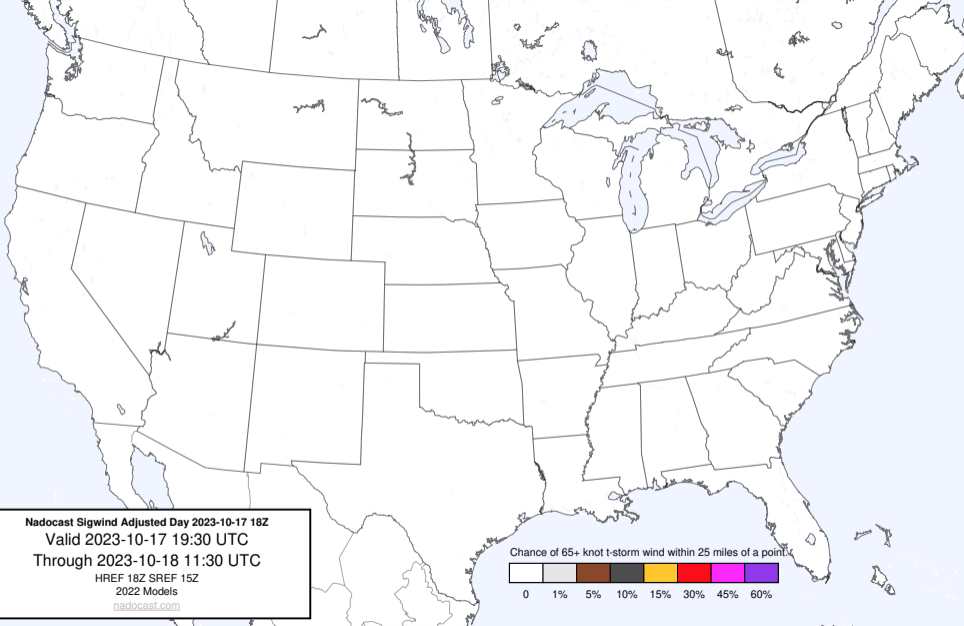 Nadocast Sigwind Adjusted Day 2023-10-17 18Z
Valid 2023-10-17 19:30 UTC
Through 2023-10-18 11:30 UTC
HREF 18Z SREF 15Z
2022 Models
nadocast.com
Chance of 65+ knot t-storm wind within 25 miles of a point.
0 1% 5% 10% 15% 30% 45% 60%